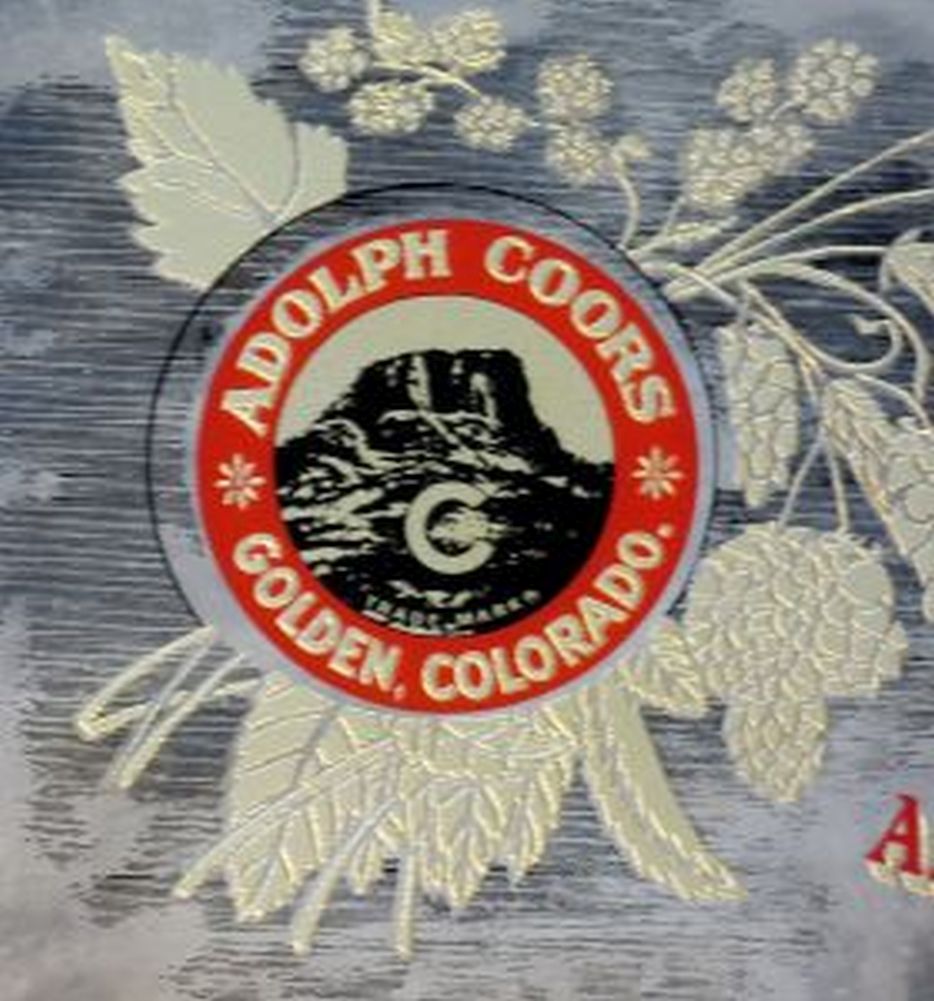 ADOLPH COORS
C
TRADE-MARK®
GOLDEN, COLORADO.
A